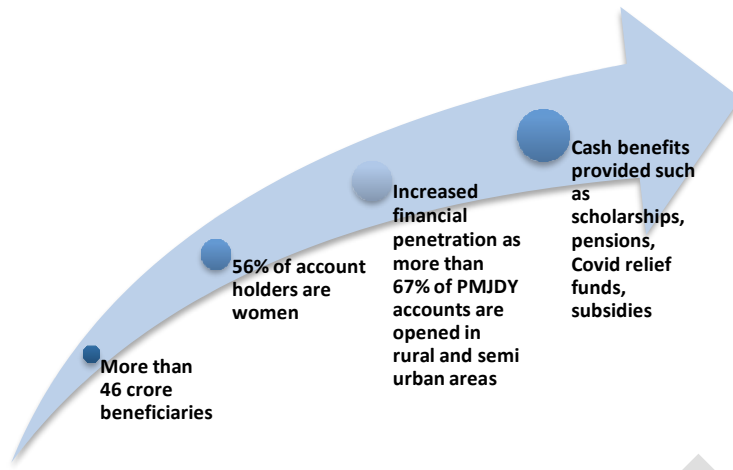 More than
46 crore
beneficiaries
56% of account
holders are
women
Increased
financial
penetration as
more than
67% of PMJDY
accounts are
opened in
rural and semi
urban areas
Cash benefits
provided such
as
scholarships,
pensions,
Covid relief
funds,
subsidies